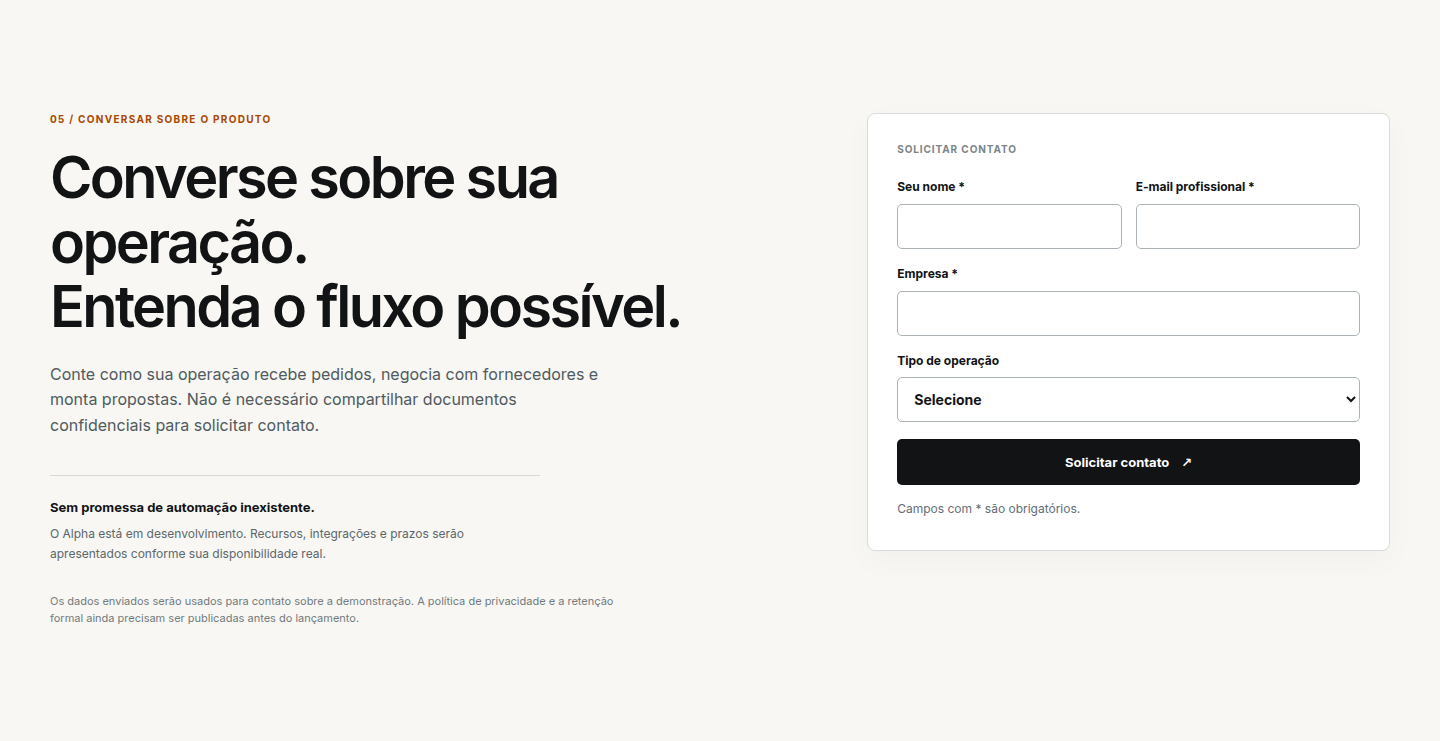 05 / CONVERSAR SOBRE O PRODUTO
Converse sobre sua
operação.
Entenda o fluxo possível.
Conte como sua operação recebe pedidos, negocia com fornecedores e
monta propostas. Não é necessário compartilhar documentos
confidenciais para solicitar contato.
Sem promessa de automação inexistente.
O Alpha está em desenvolvimento. Recursos, integrações e prazos serão
apresentados conforme sua disponibilidade real.
Os dados enviados serão usados para contato sobre a demonstração. A política de privacidade e a retenção
formal ainda precisam ser publicadas antes do lançamento.
SOLICITAR CONTATO
Seu nome *
E-mail profissional *
Empresa *
Tipo de operação
Selecione
Solicitar contato ↗
Campos com * são obrigatórios.